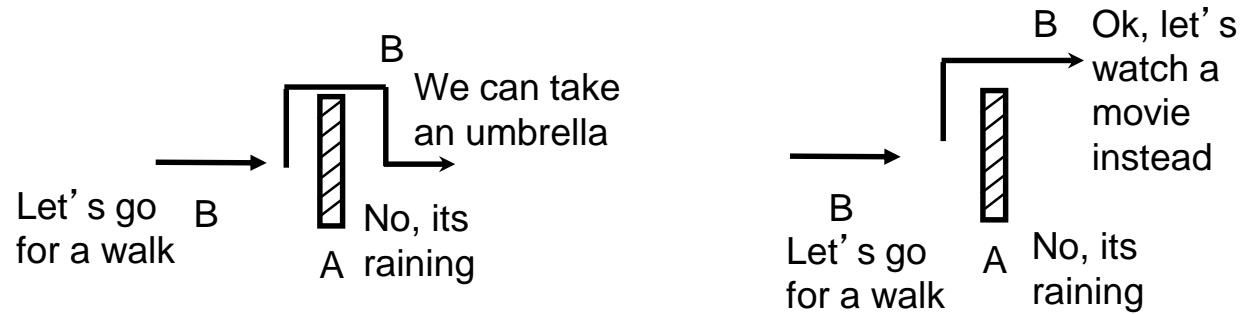 B
We can take
an umbrella
Let's go
for a walk
B
No, its
raining
A
B
Ok, let's
watch a
movie
instead
B
Let's go
for a walk
A
No, its
raining